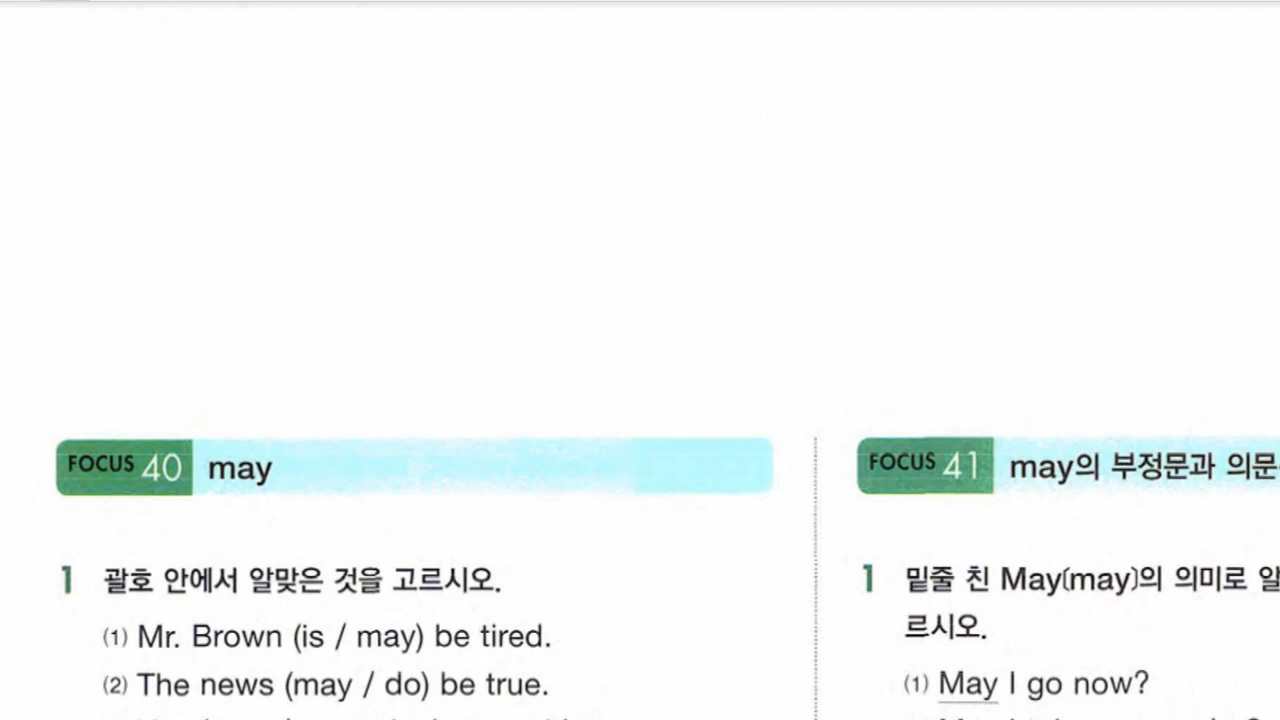 FOCUS 40 may
1 괄호 안에서 알맞은 것을 고르시오.
(1) Mr. Brown (is / may) be tired.
(2) The news (may / do) be true.
FOCUS 41 may의 부정문과 의문
1 밑줄 친 May(may)의 의미로 알
르시오.
(1) May I go now?